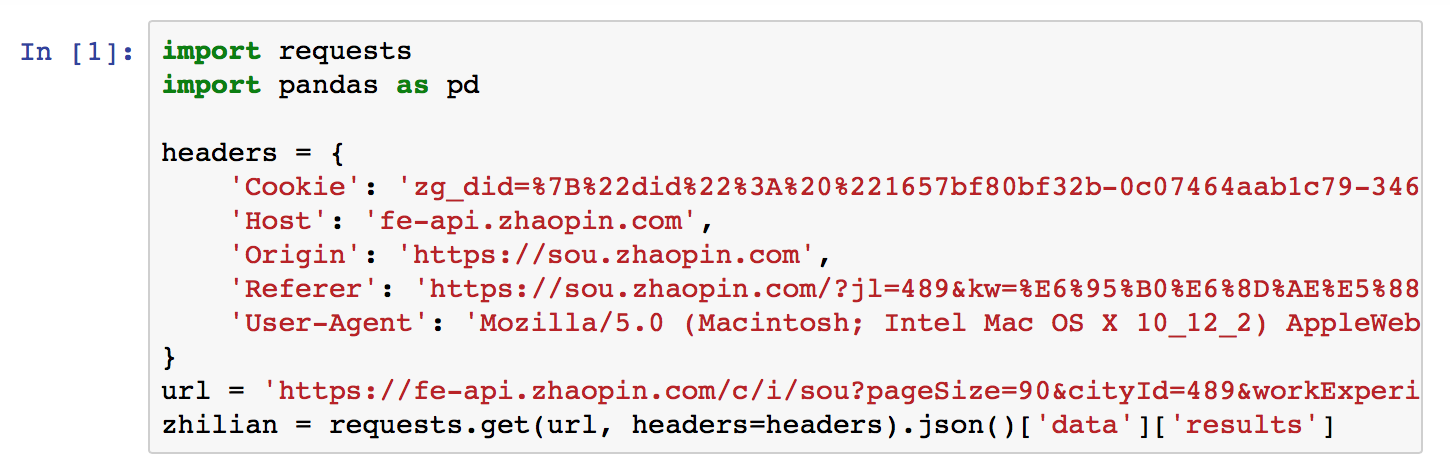 In [1]:
import requests
import pandas as pd
headers = {
'Cookie': 'zg_did=%7B%22did%22%3A%20%221657bf80bf32b-0c07464aab1c79-346
'Host': 'fe-api.zhaopin.com',
'Origin': 'https://sou.zhaopin.com',
'Referer': 'https://sou.zhaopin.com/?jl=489&kw=%E6%95%B0%E6%8D%AE%E5%88
'User-Agent': 'Mozilla/5.0 (Macintosh; Intel Mac OS X 10_12_2) AppleWeb
}
url = 'https://fe-api.zhaopin.com/c/i/sou?pageSize=90&cityId=489&workExperi
zhilian = requests.get(url, headers=headers).json()['data']['results']